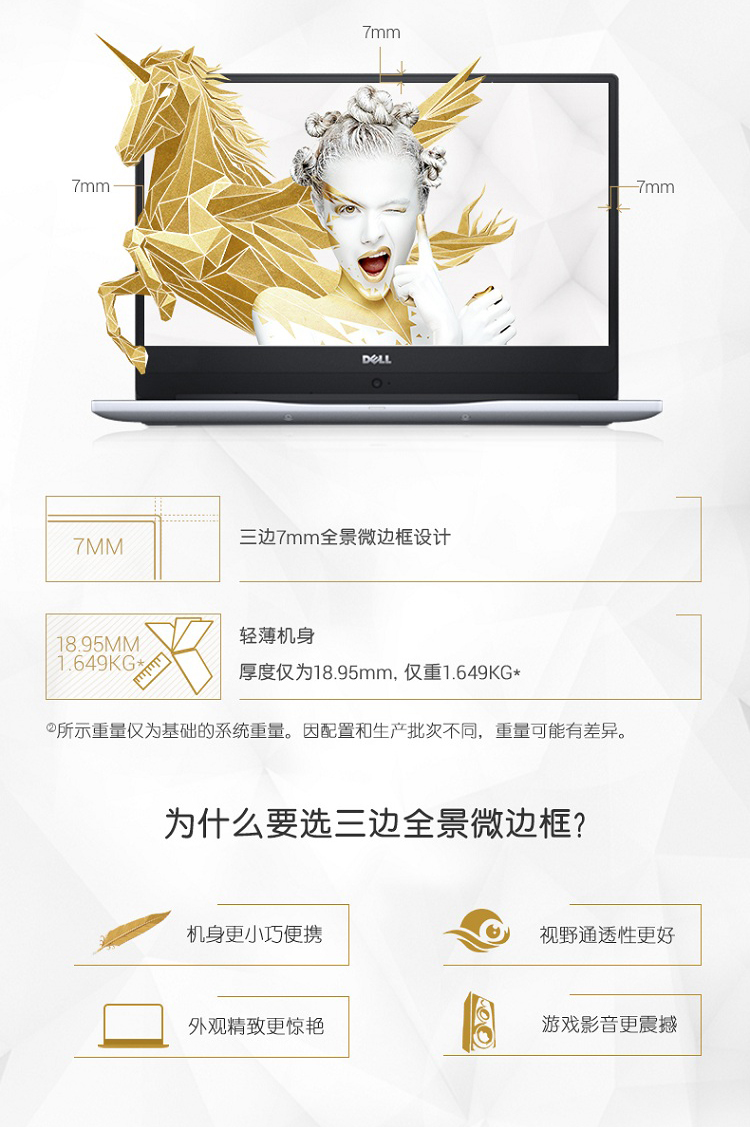 7mm
7mm
7mm
DELL
7MM
三边7mm全景微边框设计
18.95MM
1.649KG*
轻薄机身
厚度仅为18.95mm, 仅重1.649KG*
②所示重量仅为基础的系统重量。因配置和生产批次不同，重量可能有差异。
为什么要选三边全景微边框?
机身更小巧便携
视野通透性更好
外观精致更惊艳
游戏影音更震撼